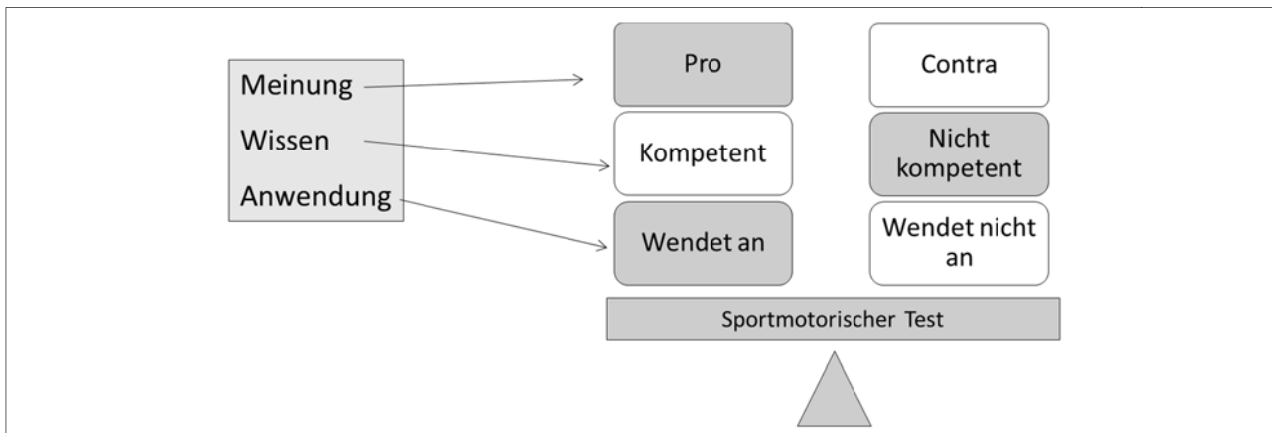 Meinung
Wissen
Anwendung
Pro
Contra
Kompetent
Nicht
kompetent
Wendet an
Wendet nicht
an
Sportmotorischer Test